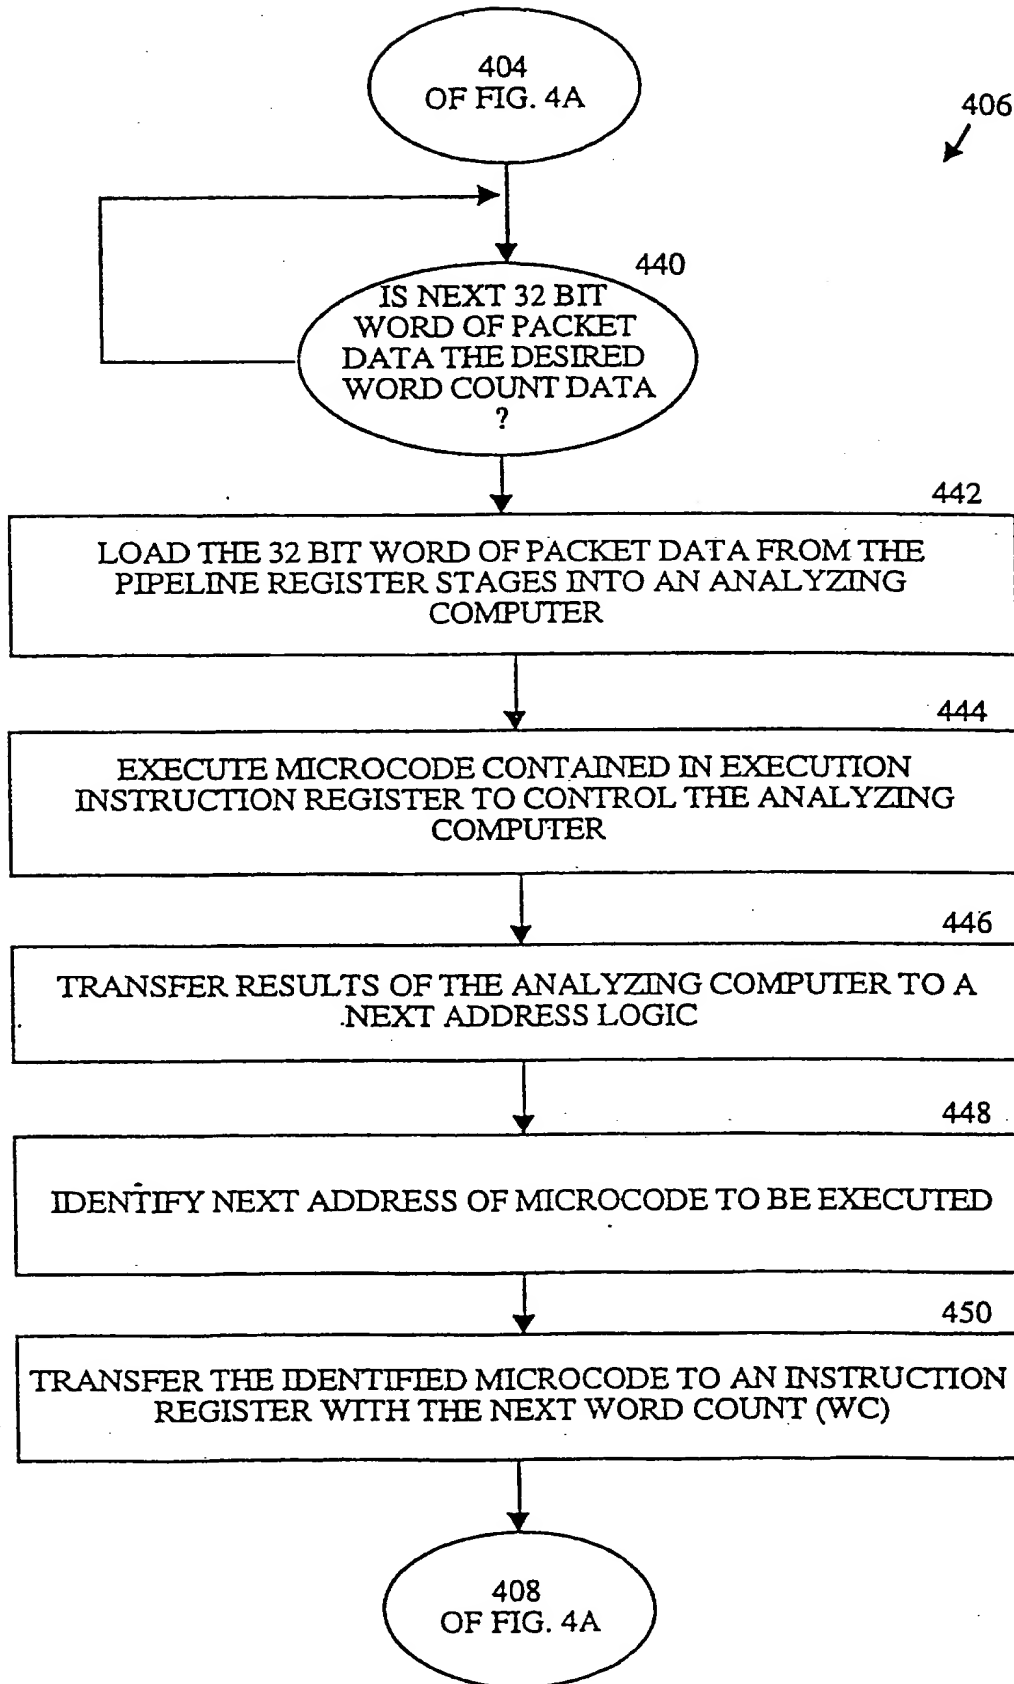 404
OF FIG. 4A
406
440
IS NEXT 32 BIT
WORD OF PACKET
DATA THE DESIRED
WORD COUNT DATA
?
442
LOAD THE 32 BIT WORD OF PACKET DATA FROM THE
PIPELINE REGISTER STAGES INTO AN ANALYZING
COMPUTER
444
EXECUTE MICROCODE CONTAINED IN EXECUTION
INSTRUCTION REGISTER TO CONTROL THE ANALYZING
COMPUTER
446
TRANSFER RESULTS OF THE ANALYZING COMPUTER TO A
NEXT ADDRESS LOGIC
448
IDENTIFY NEXT ADDRESS OF MICROCODE TO BE EXECUTED
450
TRANSFER THE IDENTIFIED MICROCODE TO AN INSTRUCTION
REGISTER WITH THE NEXT WORD COUNT (WC)
408
OF FIG. 4A